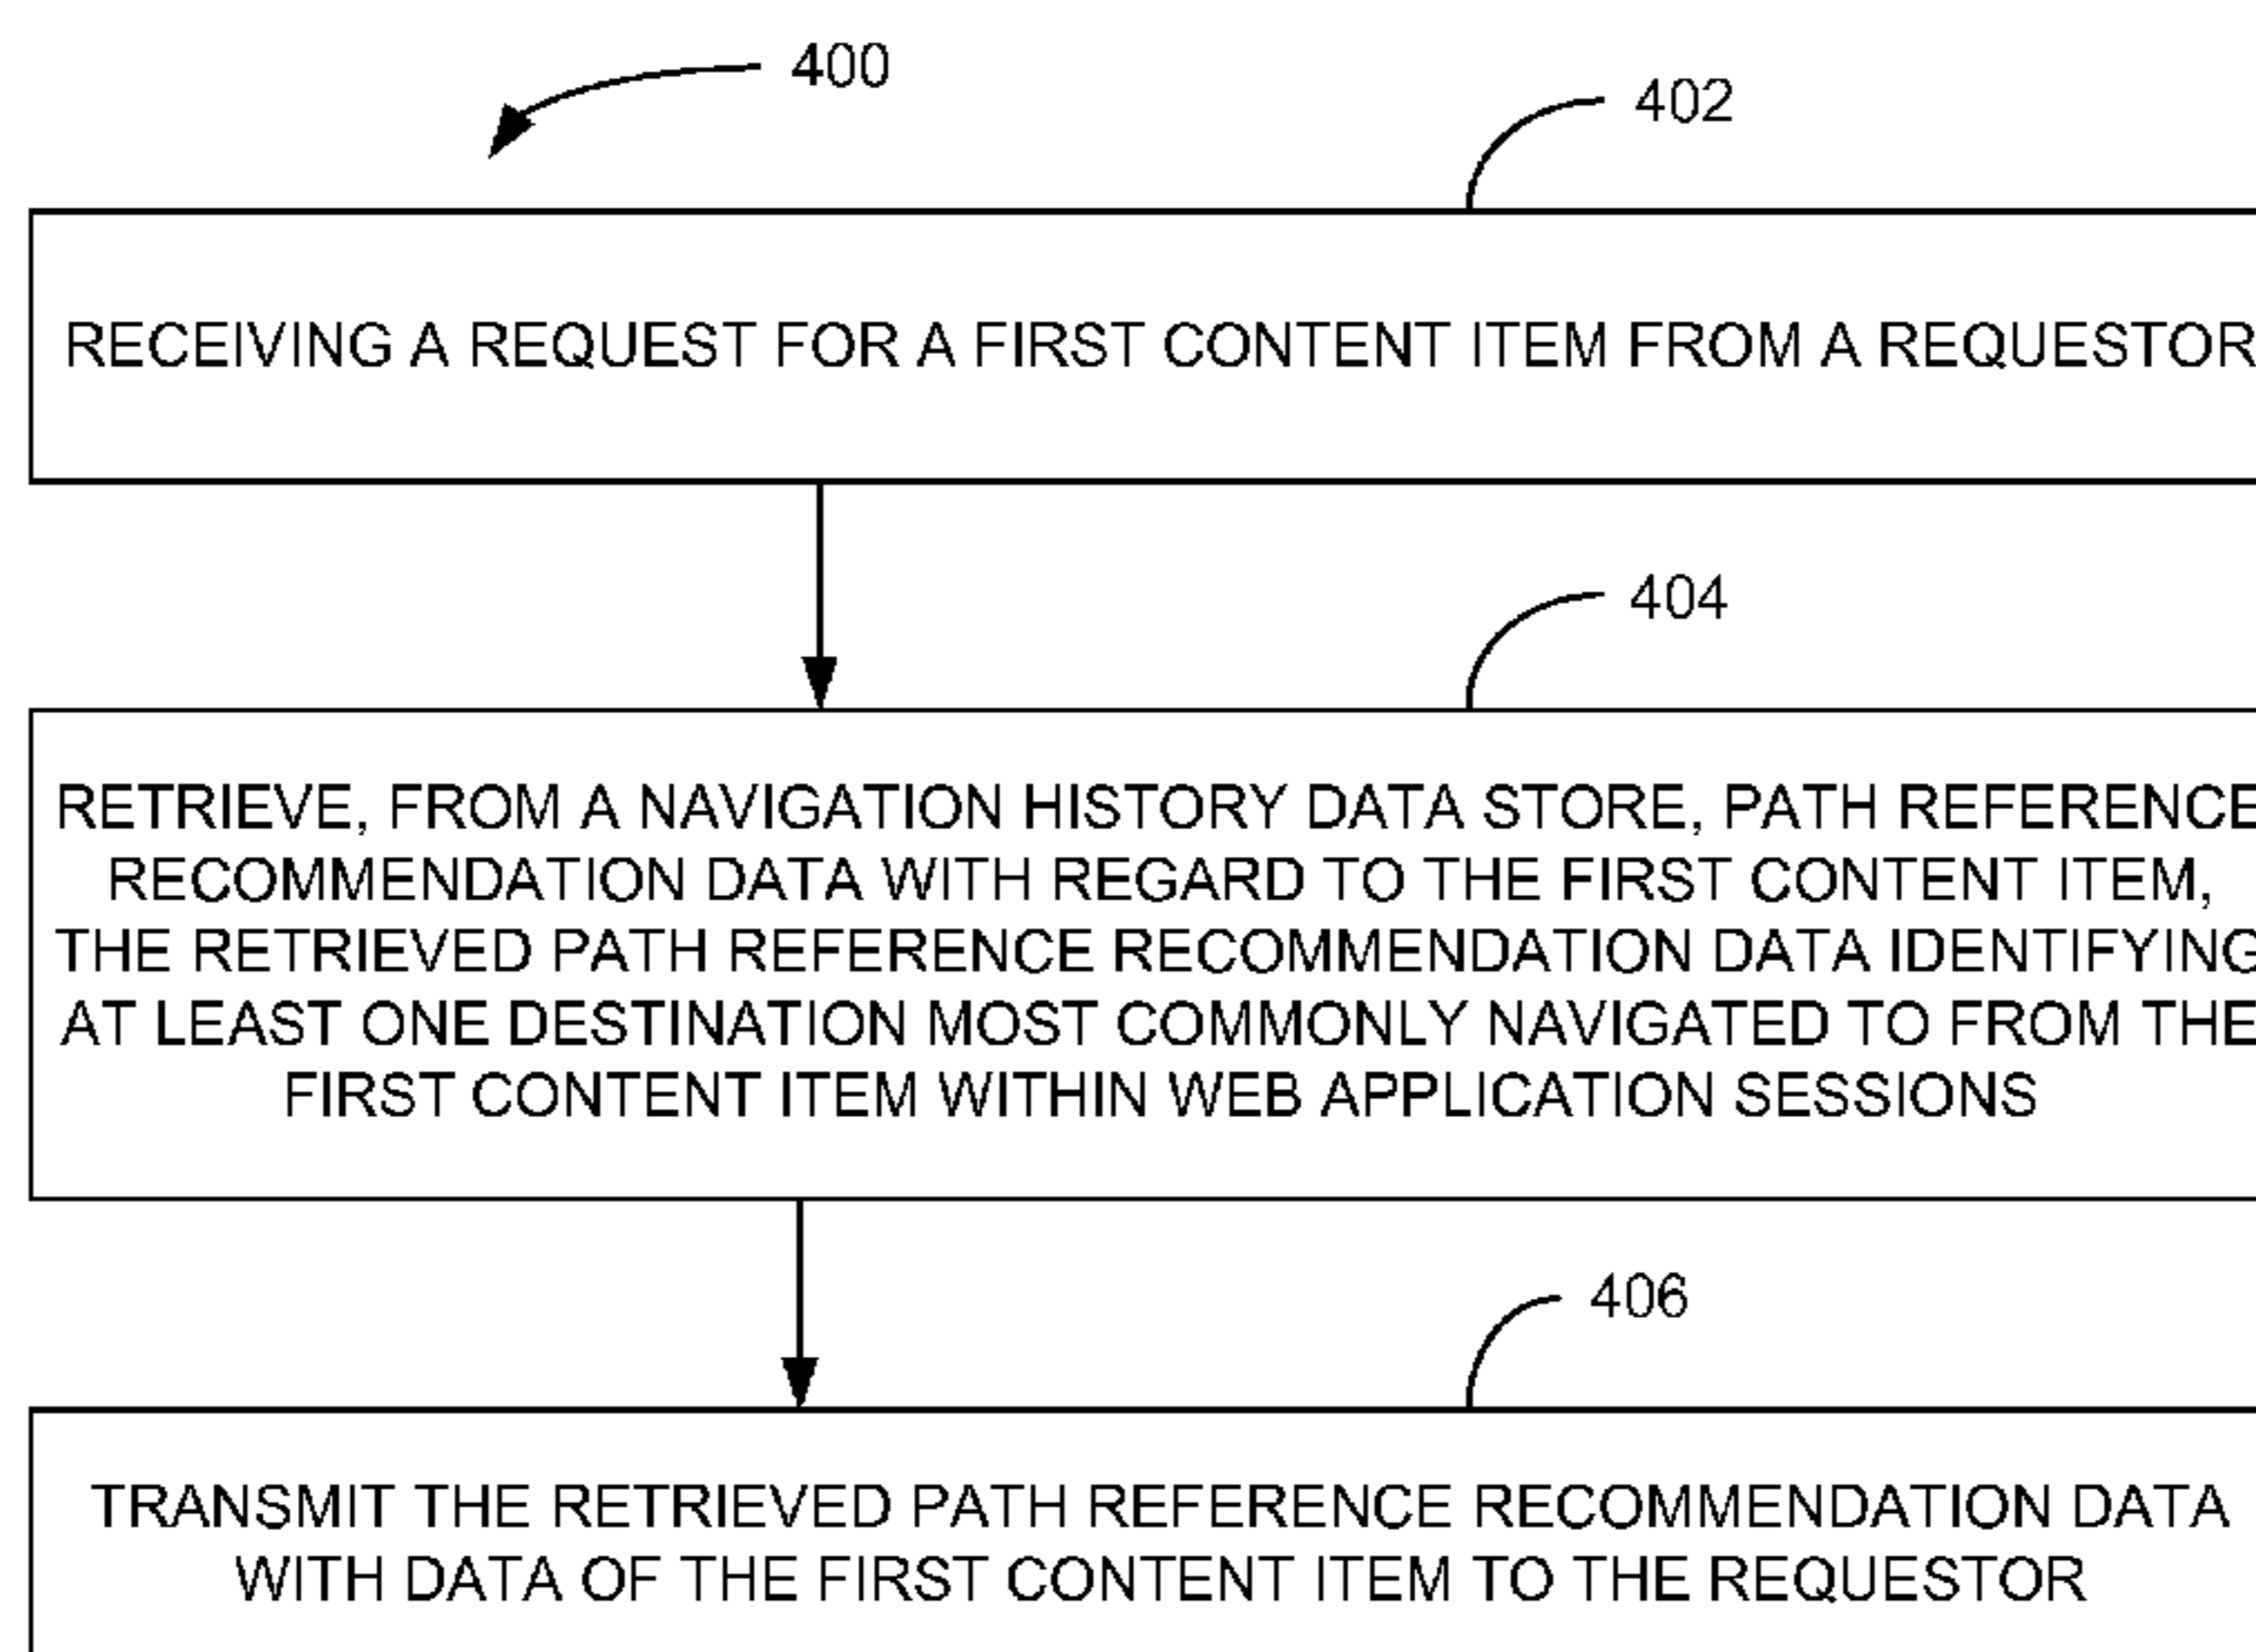 400
402
RECEIVING A REQUEST FOR A FIRST CONTENT ITEM FROM A REQUESTOR
404
RETRIEVE, FROM A NAVIGATION HISTORY DATA STORE, PATH REFERENCE
RECOMMENDATION DATA WITH REGARD TO THE FIRST CONTENT ITEM,
THE RETRIEVED PATH REFERENCE RECOMMENDATION DATA IDENTIFYING
AT LEAST ONE DESTINATION MOST COMMONLY NAVIGATED TO FROM THE
FIRST CONTENT ITEM WITHIN WEB APPLICATION SESSIONS
406
TRANSMIT THE RETRIEVED PATH REFERENCE RECOMMENDATION DATA
WITH DATA OF THE FIRST CONTENT ITEM TO THE REQUESTOR